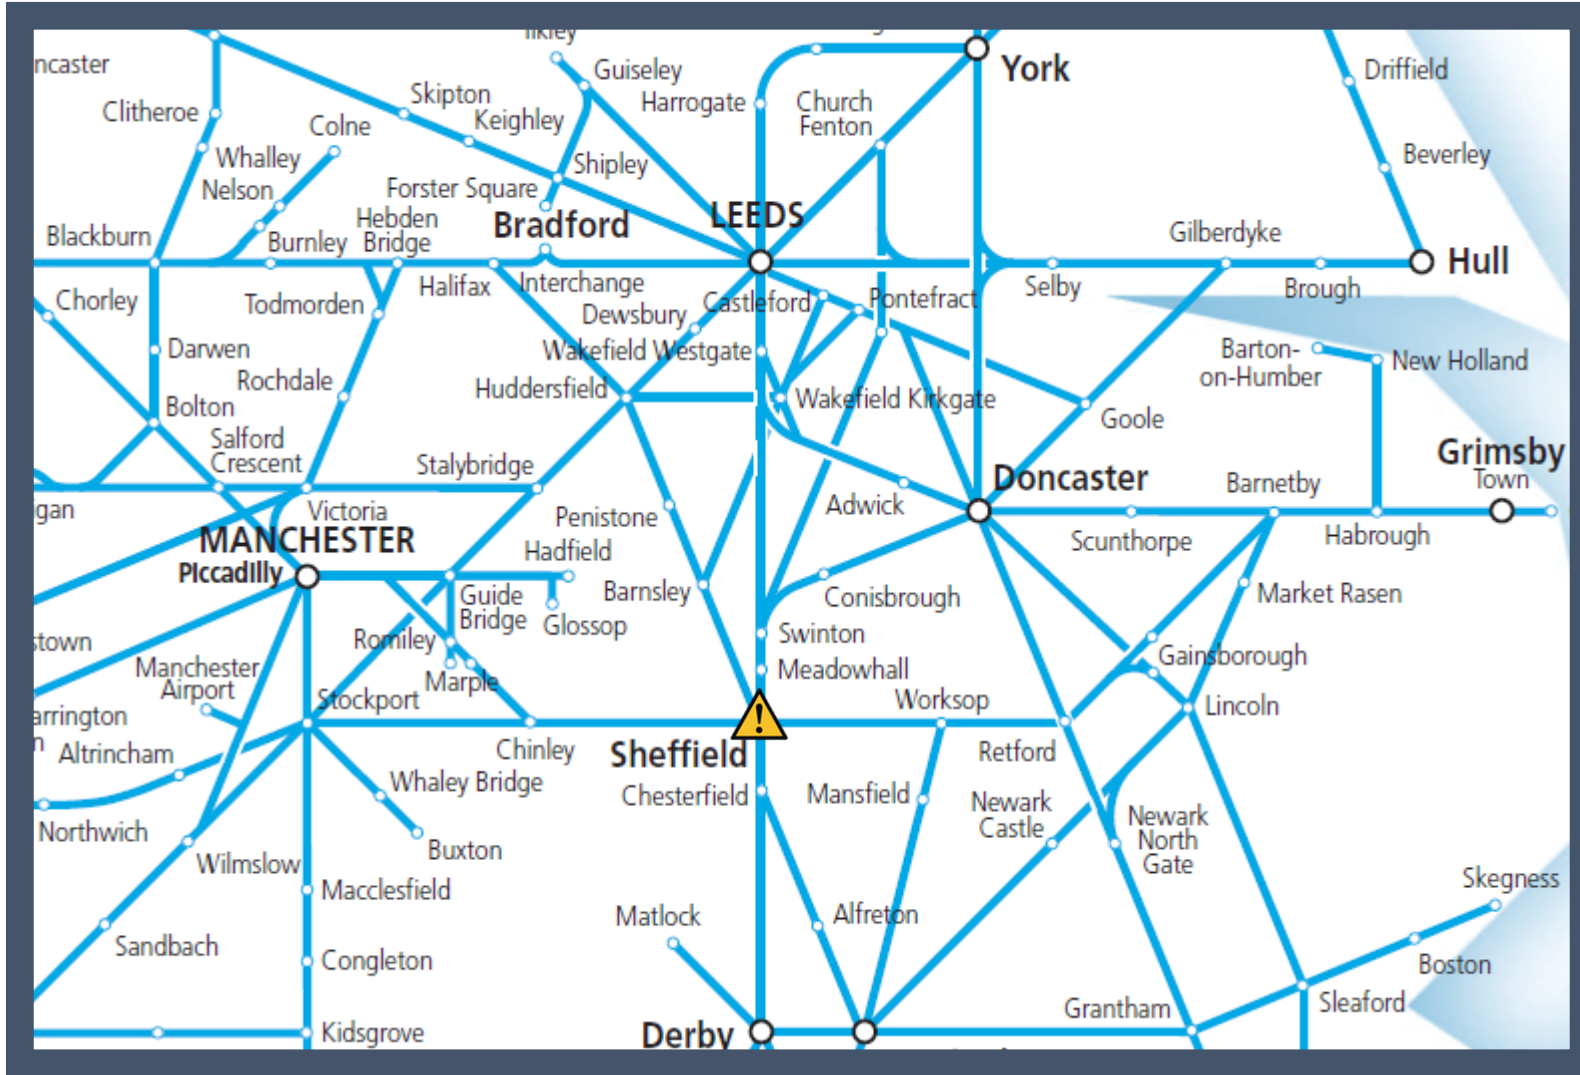 ncaster
Clitheroe
Skipton
Keighley
Colne
Whalley
Nelson
Ilkley
Guiseley
Harrogate
Church
Fenton
York
Driffield
Beverley
Shipley
Forster Square
Bradford
LEEDS
Hebden
Bridge
Blackburn
Burnley
Gilberdyke
Hull
Halifax
Interchange
Selby
Brough
Chorley
Todmorden
Dewsbury
Castleford
Pontefract
Darwen
Wakefield Westgate
Barton-
on-Humber
New Holland
Rochdale
Huddersfield
Wakefield Kirkgate
Goole
Bolton
Salford
Crescent
Stalybridge
Doncaster
Barnetby
Grimsby
Town
igan
Victoria
Penistone
Adwick
MANCHESTER
Piccadilly
Hadfield
Scunthorpe
Habrough
Guide
Bridge
Glossop
Barnsley
Conisbrough
Market Rasen
stown
Romiley
Swinton
Manchester
Airport
Marple
Meadowhall
Gainsborough
arrington
Stockport
Worksop
Lincoln
Altrincham
Chinley
Sheffield
Retford
Whaley Bridge
Chesterfield
Mansfield
Newark
Castle
Newark
North
Gate
Northwich
Wilmslow
Buxton
Macclesfield
Skegness
Matlock
Alfreton
Sandbach
Congleton
Boston
Grantham
Sleaford
Kidsgrove
Derby